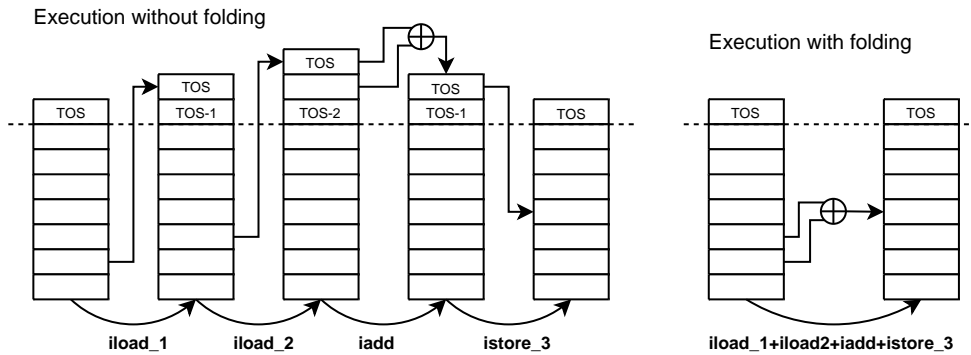 Execution without folding
Execution with folding
TOS
TOS TOS
TOS TOS-1 TOS-2 TOS-1 TOS TOS TOS
iload_1 iload_2 iadd istore_3 iload_1+iload2+iadd+istore_3